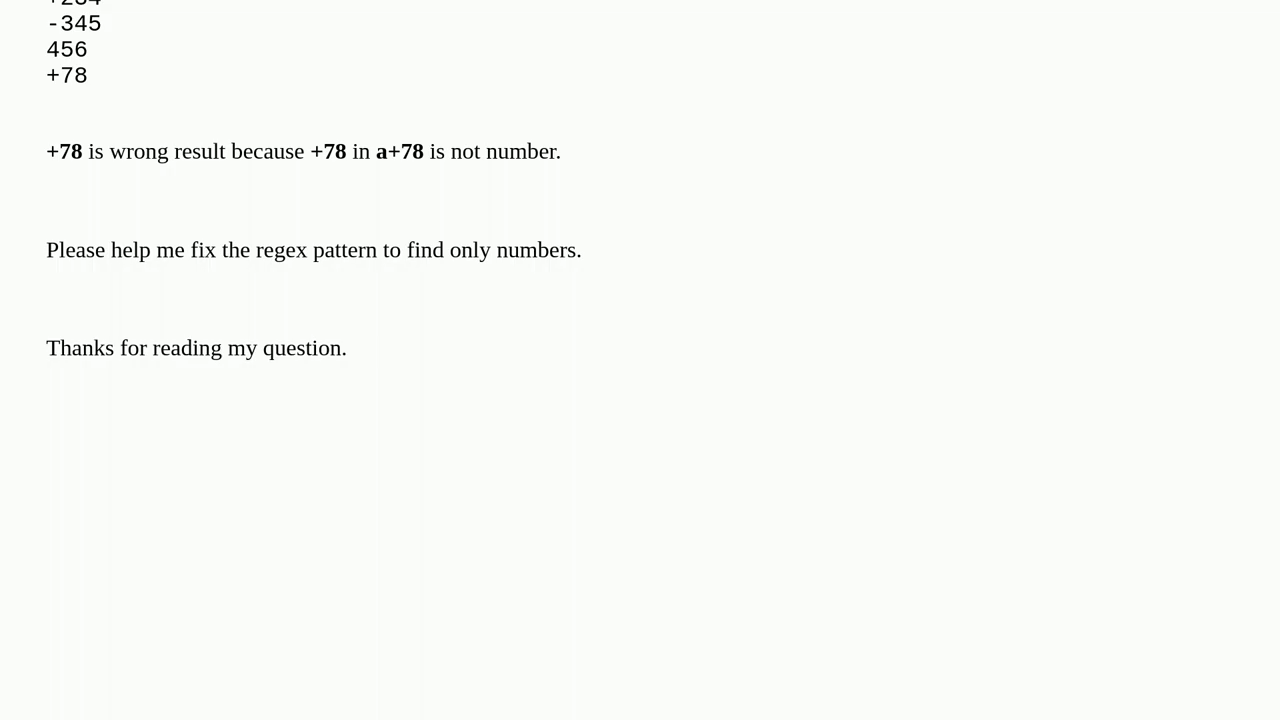 +234
-345
456
+78
+78 is wrong result because +78 in a+78 is not number.
Please help me fix the regex pattern to find only numbers.
Thanks for reading my question.